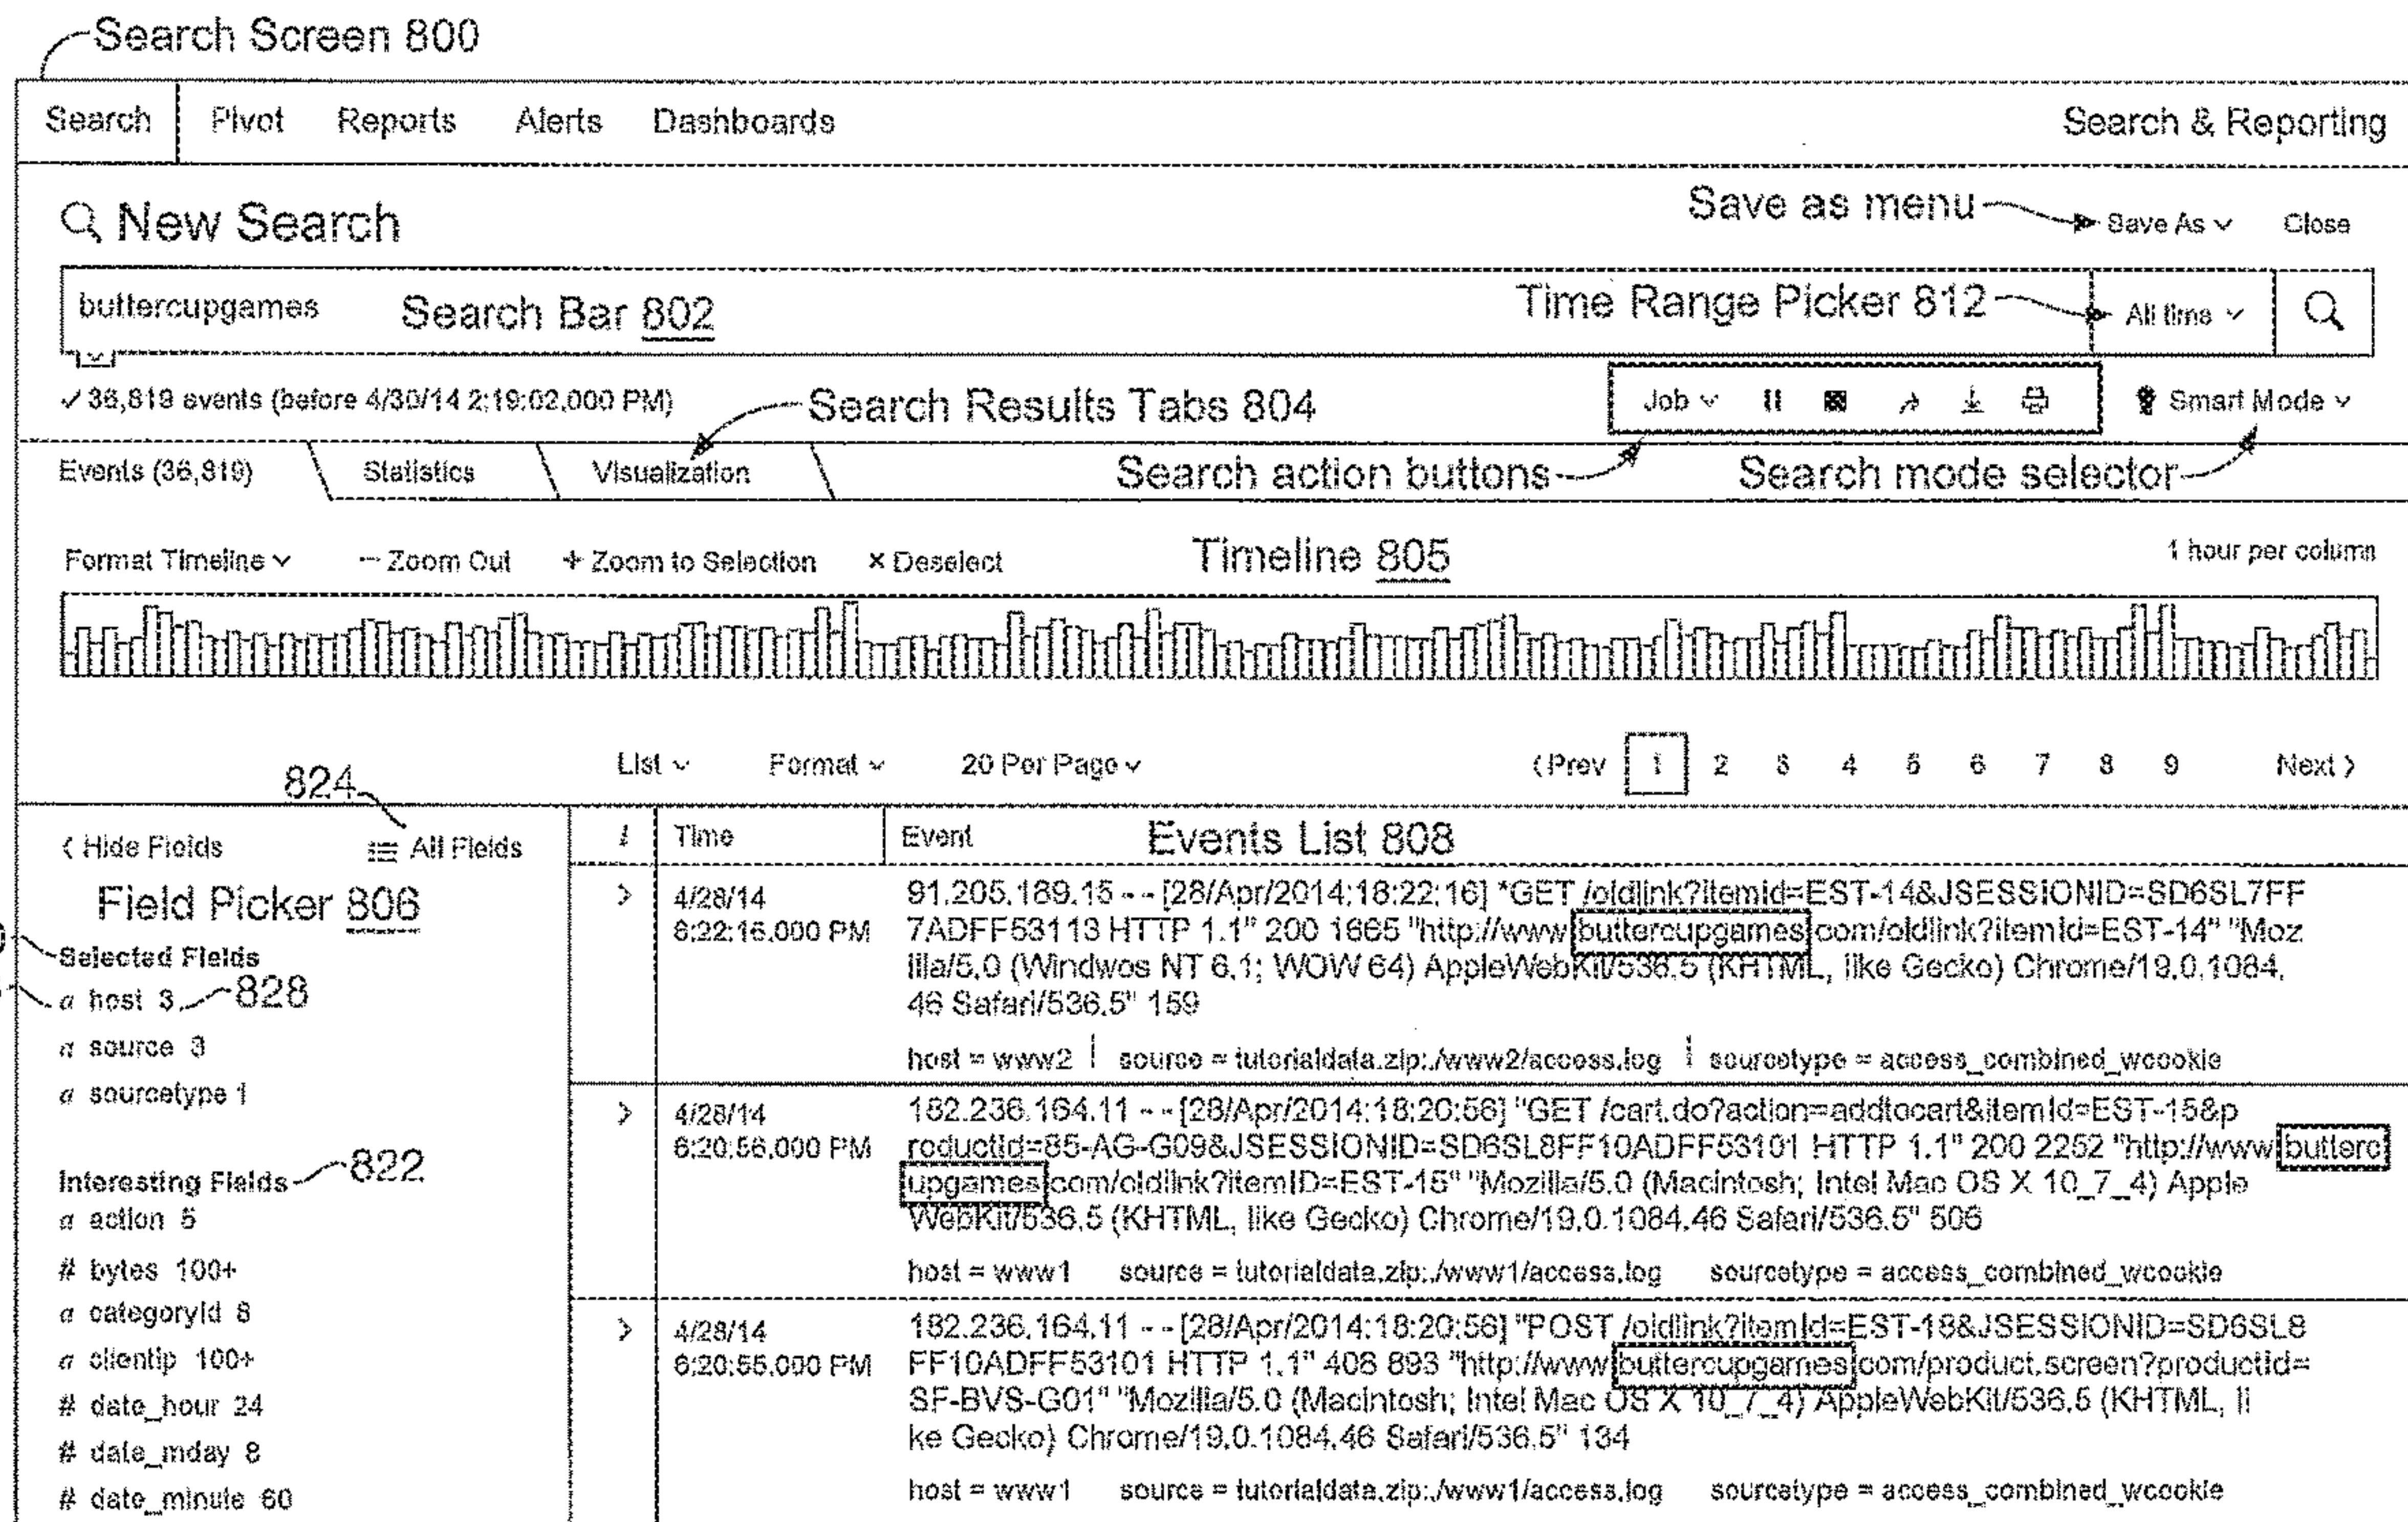 Search Screen 800
Search Pivot Reports Alerts Dashboards Search & Reporting
New Search Save as menu Save As Close
buttercupgames Search Bar 802 Time Range Picker 812 All time
36,819 events (before 4/30/14 2:19:02.000 PM) Search Results Tabs 804 Job Smart Mode
Events (36,819) Statistics Visualization Search action buttons Search mode selector
Format Timeline – Zoom Out + Zoom to Selection × Deselect Timeline 805 1 hour per column
List Format 20 Per Page < Prev 1 2 3 4 5 6 7 8 9 Next >
824
< Hide Fields All Fields i Time Event Events List 808
Field Picker 806
Selected Fields
a host 3 828
a source 3
a sourcetype 1
Interesting Fields 822
a action 5
# bytes 100+
a categoryId 8
a clientip 100+
# date_hour 24
# date_mday 8
# date_minute 60
> 4/28/14 91.205.189.15 - - [28/Apr/2014:18:22:16] "GET /oldlink?itemid=EST-14&JSESSIONID=SD6SL7FF
6:22:16.000 PM 7ADFF53113 HTTP 1.1" 200 1665 "http://www.buttercupgames.com/oldlink?itemId=EST-14" "Moz
illa/5.0 (Windwos NT 6.1; WOW 64) AppleWebKit/536.5 (KHTML, like Gecko) Chrome/19.0.1084.
46 Safari/536.5" 159
host = www2 source = tutorialdata.zip:./www2/access.log sourcetype = access_combined_wcookie
> 4/28/14 182.236.164.11 - - [28/Apr/2014:18:20:56] "GET /cart.do?action=addtocart&itemId=EST-15&p
6:20:56.000 PM roductId=85-AG-G09&JSESSIONID=SD6SL8FF10ADFF53101 HTTP 1.1" 200 2252 "http://www.butterc
upgames.com/oldlink?itemID=EST-15" "Mozilla/5.0 (Macintosh; Intel Mac OS X 10_7_4) Apple
WebKit/536.5 (KHTML, like Gecko) Chrome/19.0.1084.46 Safari/536.5" 506
host = www1 source = tutorialdata.zip:./www1/access.log sourcetype = access_combined_wcookie
> 4/28/14 182.236.164.11 - - [28/Apr/2014:18:20:56] "POST /oldlink?itemId=EST-18&JSESSIONID=SD6SL8
6:20:55.000 PM FF10ADFF53101 HTTP 1.1" 408 893 "http://www.buttercupgames.com/product.screen?productId=
SF-BVS-G01" "Mozilla/5.0 (Macintosh; Intel Mac OS X 10_7_4) AppleWebKit/536.5 (KHTML, li
ke Gecko) Chrome/19.0.1084.46 Safari/536.5" 134
host = www1 source = tutorialdata.zip:./www1/access.log sourcetype = access_combined_wcookie